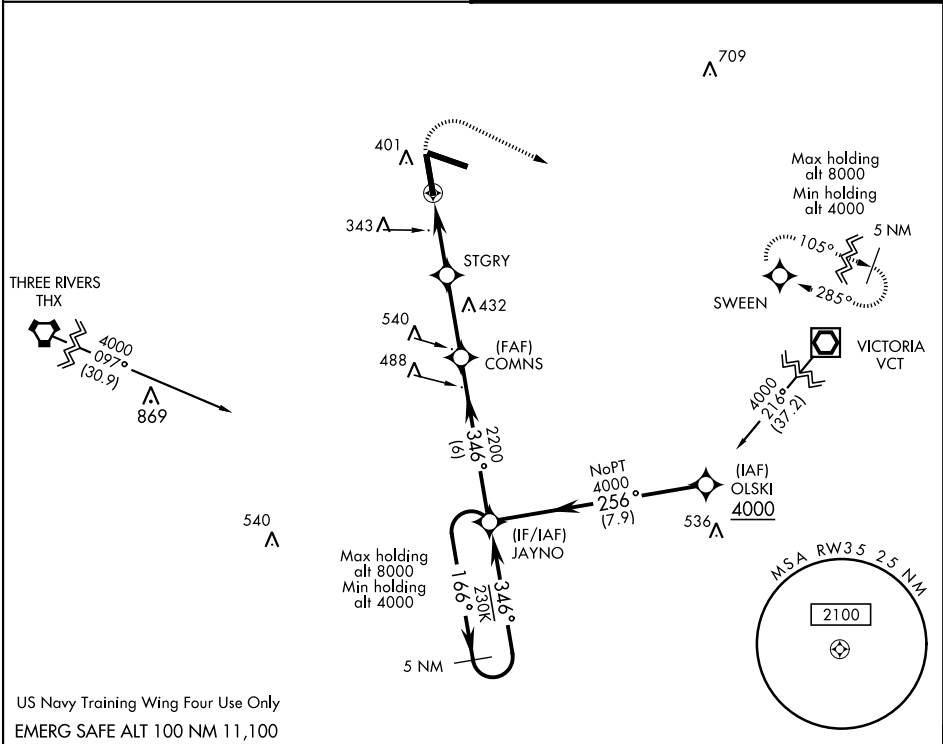 709
401
Max holding
alt 8000
Min holding
alt 4000
5 NM
105°
285°
SWEEN
343
STGRY
THREE RIVERS
THX
432
540
(FAF)
COMNS
488
VICTORIA
VCT
4000
097°
(30.9)
869
4000
216°
(37.2)
2200
346°
(6)
NoPT
4000
256°
(7.9)
(IAF)
OLSKI
4000
536
540
(IF/IAF)
JAYNO
Max holding
alt 8000
Min holding
alt 4000
166°
230K
346°
5 NM
MSA RW35 25 NM
2100
US Navy Training Wing Four Use Only
EMERG SAFE ALT 100 NM 11,100